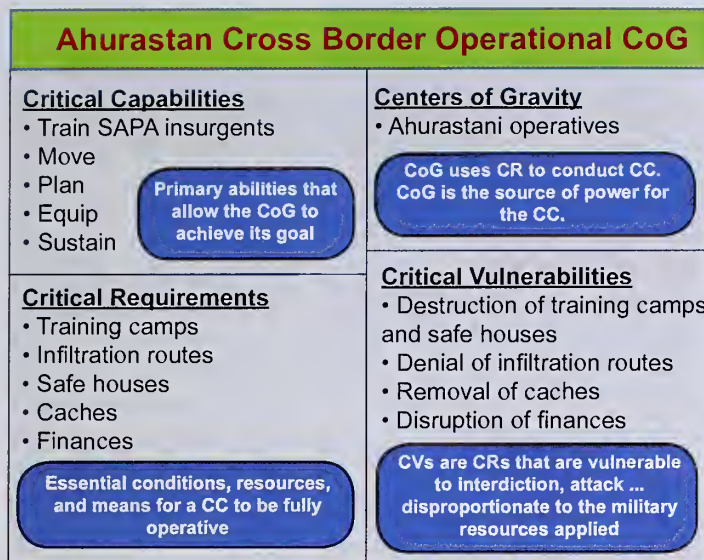 Ahurastan Cross Border Operational CoG
Critical Capabilities
• Train SAPA insurgents
• Move
• Plan
• Equip
• Sustain
Primary abilities that
allow the CoG to
achieve its goal
Centers of Gravity
• Ahurastani operatives
CoG uses CR to conduct CC.
CoG is the source of power for
the CC.
Critical Requirements
• Training camps
• Infiltration routes
• Safe houses
• Caches
• Finances
Essential conditions, resources,
and means for a CC to be fully
operative
Critical Vulnerabilities
• Destruction of training camps
and safe houses
• Denial of infiltration routes
• Removal of caches
• Disruption of finances
CVs are CRs that are vulnerable
to interdiction, attack ...
disproportionate to the military
resources applied